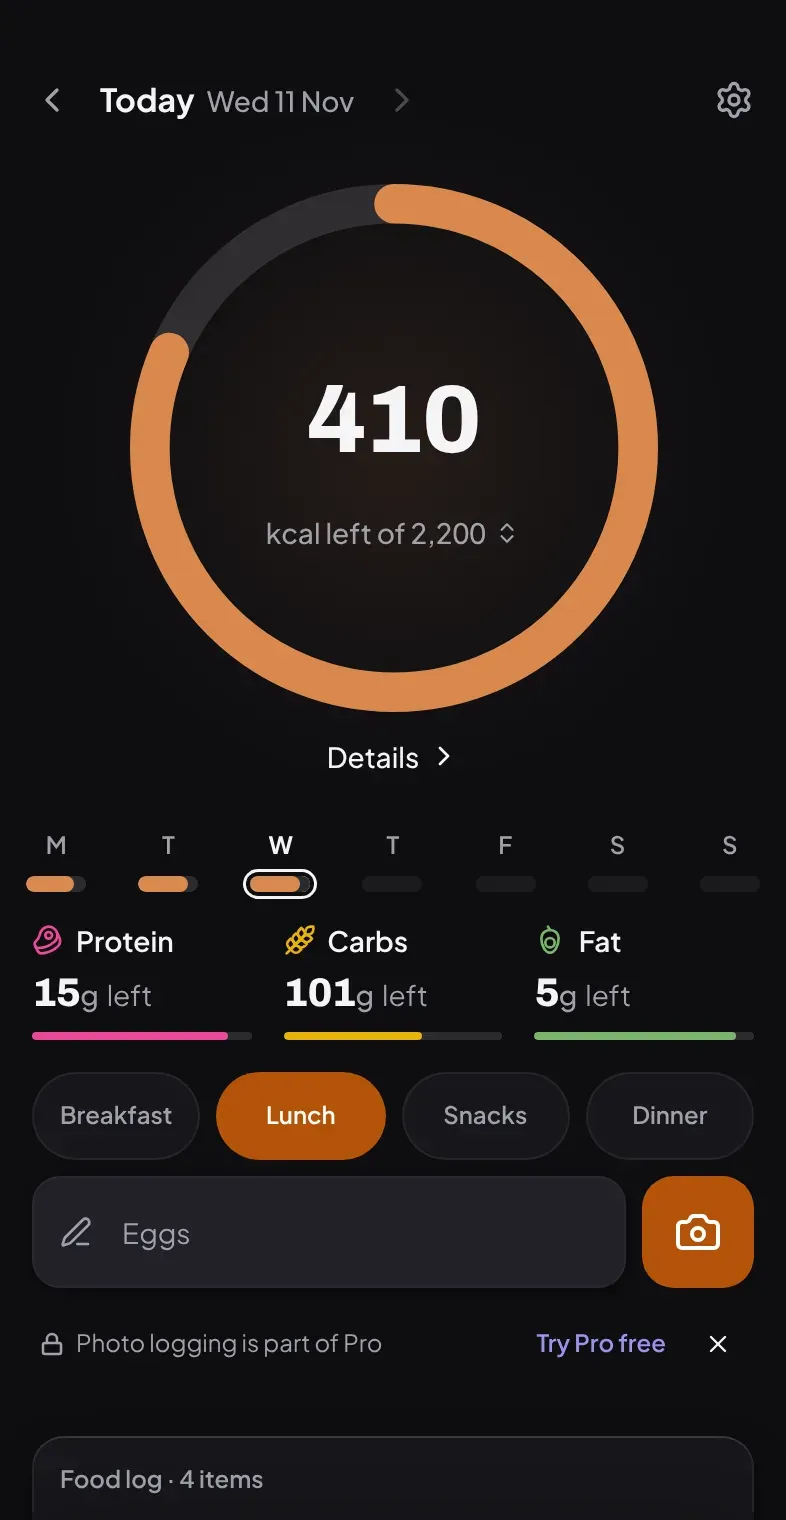 Today Wed 11 Nov
410
kcal left of 2,200
Details
M T W T F S S
Protein Carbs Fat
15g left 101g left 5g left
Breakfast Lunch Snacks Dinner
Eggs
Photo logging is part of Pro Try Pro free
Food log · 4 items